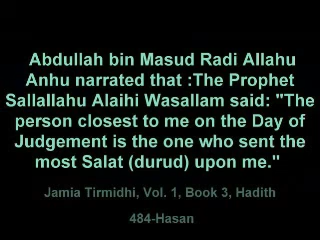 Abdullah bin Masud Radi Allahu
Anhu narrated that :The Prophet
Sallallahu Alaihi Wasallam said: "The
person closest to me on the Day of
Judgement is the one who sent the
most Salat (durud) upon me."
Jamia Tirmidhi, Vol. 1, Book 3, Hadith
484-Hasan